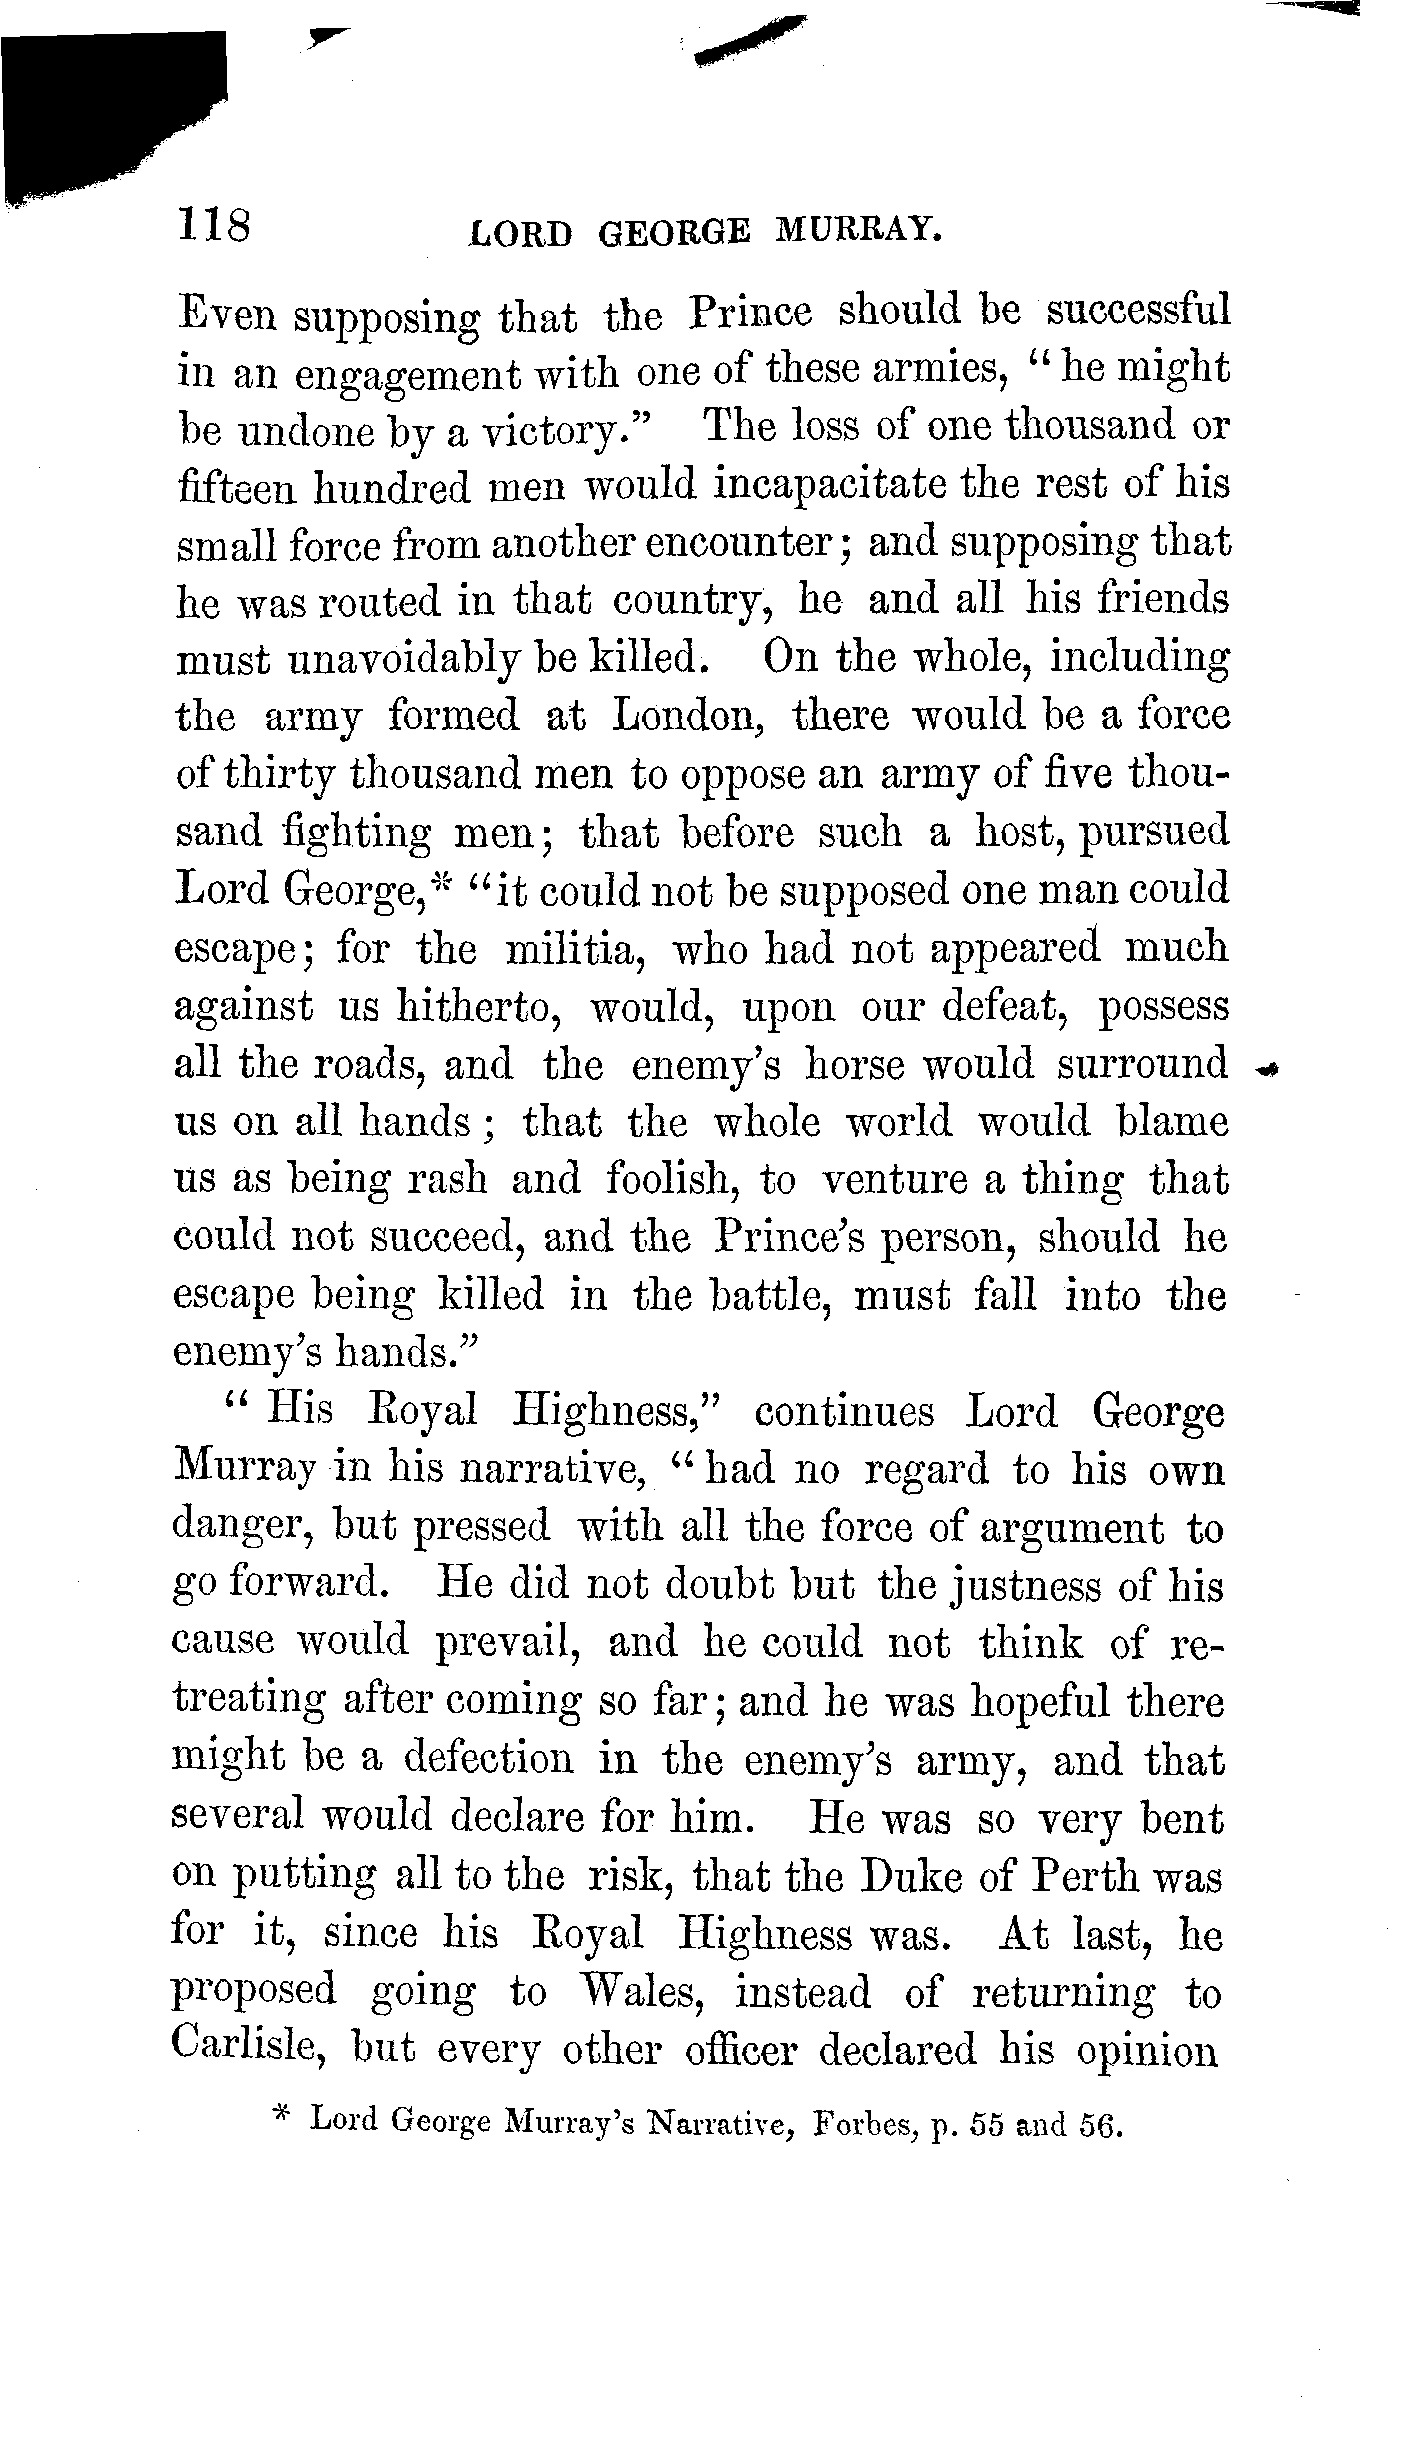 118 LORD GEORGE MURRAY.
Even supposing that the Prince should be successful
in an engagement with one of these armies, “he might
be undone by a victory.” The loss of one thousand or
fifteen hundred men would incapacitate the rest of his
small force from another encounter; and supposing that
he was routed in that country, he and all his friends
must unavoidably be killed. On the whole, including
the army formed at London, there would be a force
of thirty thousand men to oppose an army of five thou-
sand fighting men; that before such a host, pursued
Lord George,* “it could not be supposed one man could
escape; for the militia, who had not appeared much
against us hitherto, would, upon our defeat, possess
all the roads, and the enemy’s horse would surround
us on all hands; that the whole world would blame
us as being rash and foolish, to venture a thing that
could not succeed, and the Prince’s person, should he
escape being killed in the battle, must fall into the
enemy’s hands.”
“His Royal Highness,” continues Lord George
Murray in his narrative, “had no regard to his own
danger, but pressed with all the force of argument to
go forward. He did not doubt but the justness of his
cause would prevail, and he could not think of re-
treating after coming so far; and he was hopeful there
might be a defection in the enemy’s army, and that
several would declare for him. He was so very bent
on putting all to the risk, that the Duke of Perth was
for it, since his Royal Highness was. At last, he
proposed going to Wales, instead of returning to
Carlisle, but every other officer declared his opinion
* Lord George Murray’s Narrative, Forbes, p. 55 and 56.